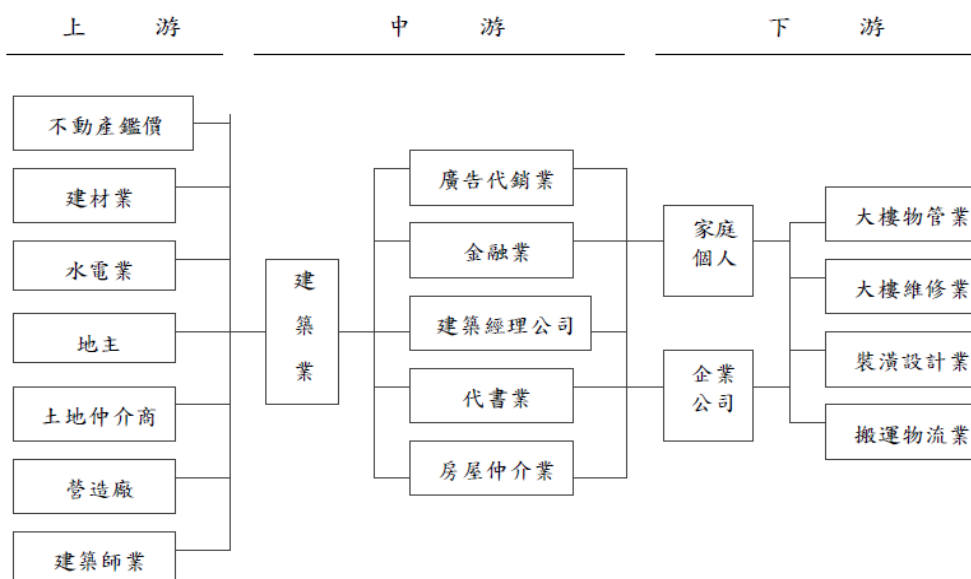 上 游
中 游
下 游
不動產鑑價
建材業
水電業
地主
土地仲介商
營造廠
建築師業
建
築
業
廣告代銷業
金融業
建築經理公司
代書業
房屋仲介業
家庭
個人
企業
公司
大樓物管業
大樓維修業
裝潢設計業
搬運物流業